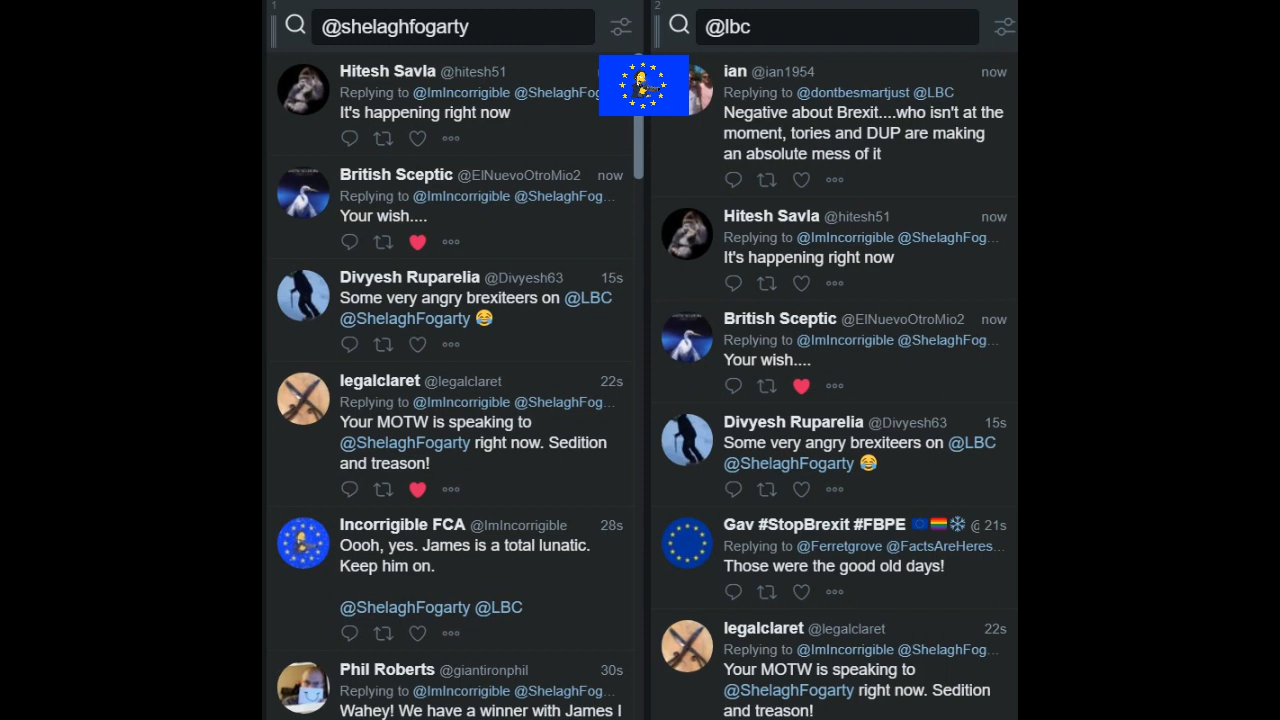 1
@shelaghfogarty
Hitesh Savla @hitesh51
Replying to @ImIncorrigible @ShelaghFog
It's happening right now
British Sceptic @ElNuevoOtroMio2 now
Replying to @ImIncorrigible @ShelaghFog...
Your wish....
Divyesh Ruparelia @Divyesh63 15s
Some very angry brexiteers on @LBC
@ShelaghFogarty 😂
legalclaret @legalclaret 22s
Replying to @ImIncorrigible @ShelaghFog...
Your MOTW is speaking to
@ShelaghFogarty right now. Sedition
and treason!
Incorrigible FCA @ImIncorrigible 28s
Oooh, yes. James is a total lunatic.
Keep him on.
@ShelaghFogarty @LBC
Phil Roberts @giantironphil 30s
Replying to @ImIncorrigible @ShelaghFog...
Wahey! We have a winner with James I
2
@lbc
ian @ian1954 now
Replying to @dontbesmartjust @LBC
Negative about Brexit....who isn't at the
moment, tories and DUP are making
an absolute mess of it
Hitesh Savla @hitesh51 now
Replying to @ImIncorrigible @ShelaghFog...
It's happening right now
British Sceptic @ElNuevoOtroMio2 now
Replying to @ImIncorrigible @ShelaghFog...
Your wish....
Divyesh Ruparelia @Divyesh63 15s
Some very angry brexiteers on @LBC
@ShelaghFogarty 😂
Gav #StopBrexit #FBPE 🇪🇺🏳️‍🌈❄️ @ 21s
Replying to @Ferretgrove @FactsAreHeres...
Those were the good old days!
legalclaret @legalclaret 22s
Replying to @ImIncorrigible @ShelaghFog...
Your MOTW is speaking to
@ShelaghFogarty right now. Sedition
and treason!